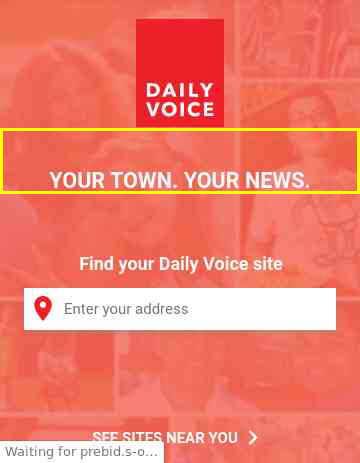 DAILY
VOICE
YOUR TOWN. YOUR NEWS.
Find your Daily Voice site
Enter your address
SEE SITES NEAR YOU
Waiting for prebid.s-o...